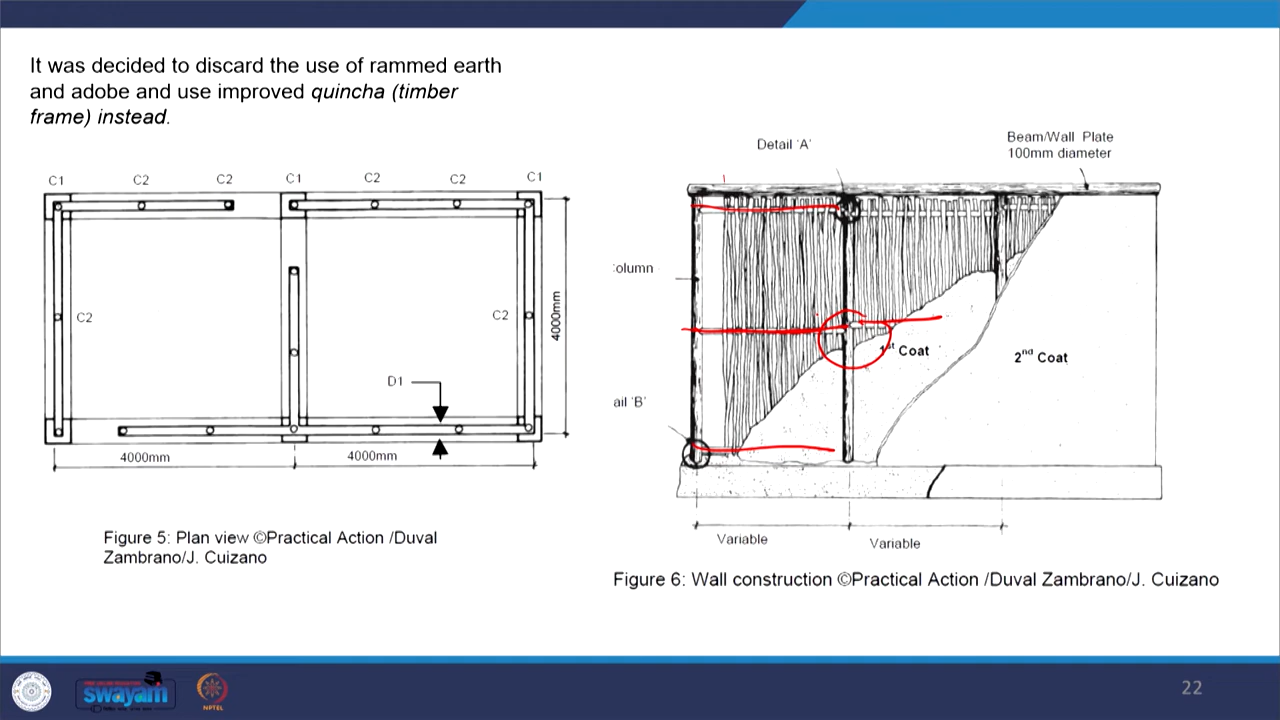 It was decided to discard the use of rammed earth
and adobe and use improved quincha (timber
frame) instead.
C1 C2 C2 C1 C2 C2 C1
C2
C2
4000mm
D1
4000mm
4000mm
Figure 5: Plan view ©Practical Action /Duval
Zambrano/J. Cuizano
Detail 'A'
Beam/Wall Plate
100mm diameter
:olumn
1st Coat
2nd Coat
ail 'B'
Variable
Variable
Figure 6: Wall construction ©Practical Action /Duval Zambrano/J. Cuizano
swayam
NPTEL
22